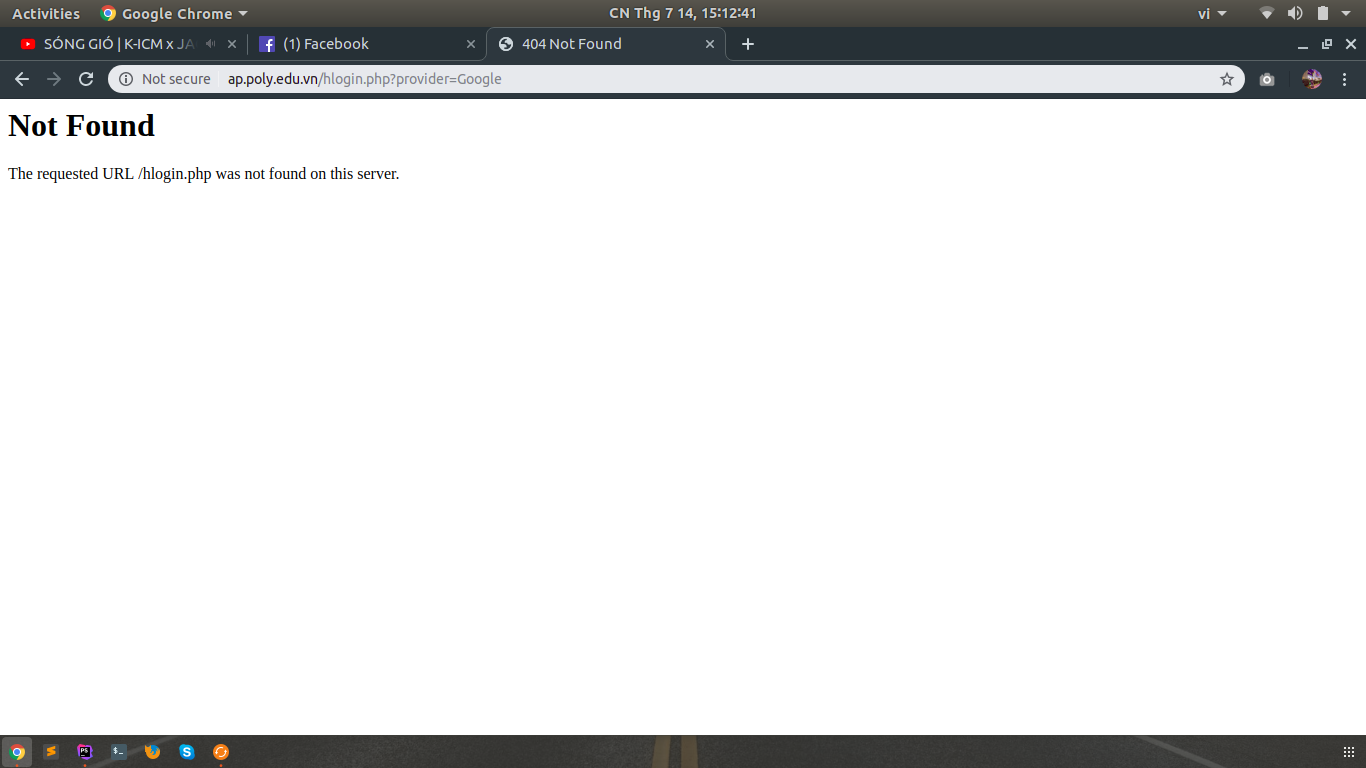 Activities Google Chrome CN Thg 7 14, 15:12:41 vi
SÓNG GIÓ | K-ICM x JA (1) Facebook 404 Not Found
Not secure ap.poly.edu.vn/hlogin.php?provider=Google
Not Found
The requested URL /hlogin.php was not found on this server.